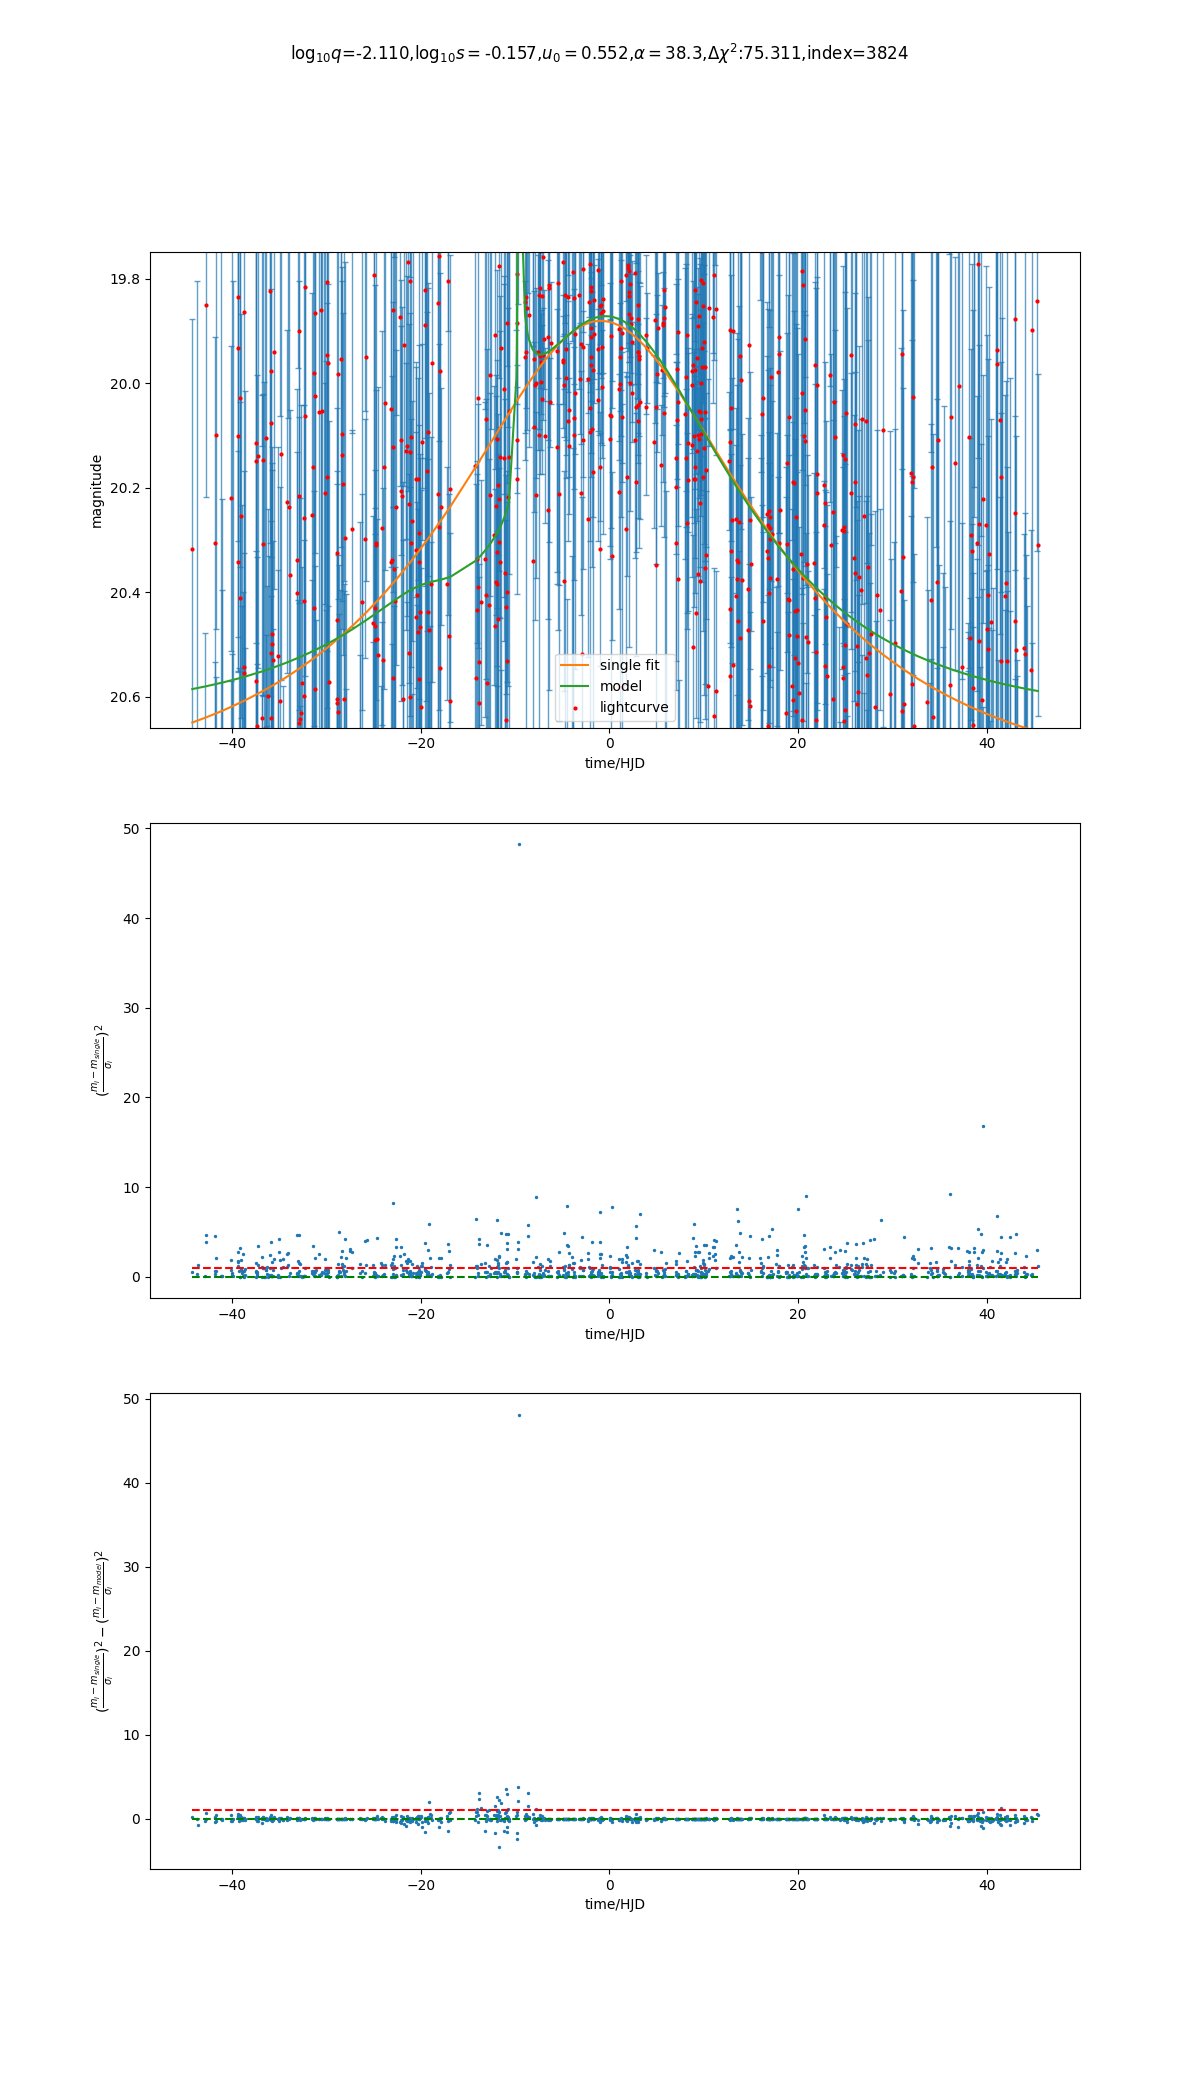 log₁₀q=-2.110,log₁₀s = -0.157,u₀ = 0.552,α = 38.3,Δχ²:75.311,index=3824
19.8
20.0
20.2
20.4
20.6
magnitude
single fit
model
lightcurve
−40 −20 0 20 40
time/HJD
50
40
30
20
10
0
((mᵢ − m_single)/σᵢ)²
−40 −20 0 20 40
time/HJD
50
40
30
20
10
0
((mᵢ − m_single)/σᵢ)² − ((mᵢ − m_model)/σᵢ)²
−40 −20 0 20 40
time/HJD